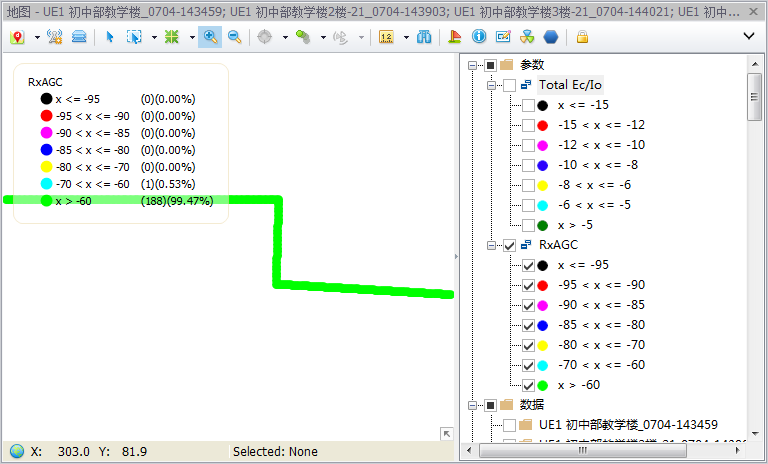 地图 - UE1 初中部教学楼_0704-143459; UE1 初中部教学楼2楼-21_0704-143903; UE1 初中部教学楼3楼-21_0704-144021; UE1 初中...
12
RxAGC
x <= -95 (0)(0.00%)
-95 < x <= -90 (0)(0.00%)
-90 < x <= -85 (0)(0.00%)
-85 < x <= -80 (0)(0.00%)
-80 < x <= -70 (0)(0.00%)
-70 < x <= -60 (1)(0.53%)
x > -60 (188)(99.47%)
参数
Total Ec/Io
x <= -15
-15 < x <= -12
-12 < x <= -10
-10 < x <= -8
-8 < x <= -6
-6 < x <= -5
x > -5
RxAGC
x <= -95
-95 < x <= -90
-90 < x <= -85
-85 < x <= -80
-80 < x <= -70
-70 < x <= -60
x > -60
数据
UE1 初中部教学楼_0704-143459
X: 303.0 Y: 81.9 Selected: None